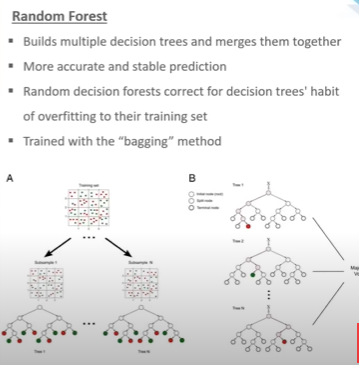 Random Forest
▪ Builds multiple decision trees and merges them together
▪ More accurate and stable prediction
▪ Random decision forests correct for decision trees' habit
of overfitting to their training set
▪ Trained with the “bagging” method
A
Training set
Subsample 1
Subsample N
Tree 1
Tree N
B
Initial node (root)
Split node
Terminal node
Tree 1
Tree 2
Tree N